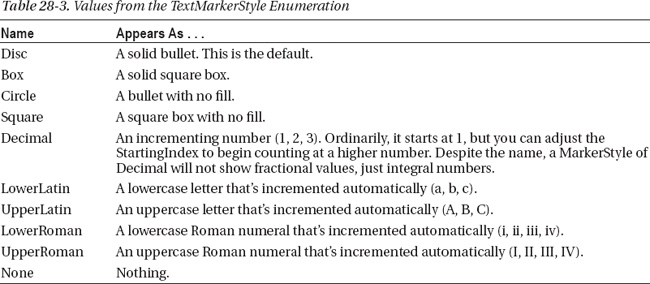 Table 28-3. Values from the TextMarkerStyle Enumeration
Name Appears As . . .
Disc A solid bullet. This is the default.
Box A solid square box.
Circle A bullet with no fill.
Square A square box with no fill.
Decimal An incrementing number (1, 2, 3). Ordinarily, it starts at 1, but you can adjust the
StartingIndex to begin counting at a higher number. Despite the name, a MarkerStyle of
Decimal will not show fractional values, just integral numbers.
LowerLatin A lowercase letter that's incremented automatically (a, b, c).
UpperLatin An uppercase letter that's incremented automatically (A, B, C).
LowerRoman A lowercase Roman numeral that's incremented automatically (i, ii, iii, iv).
UpperRoman An uppercase Roman numeral that's incremented automatically (I, II, III, IV).
None Nothing.